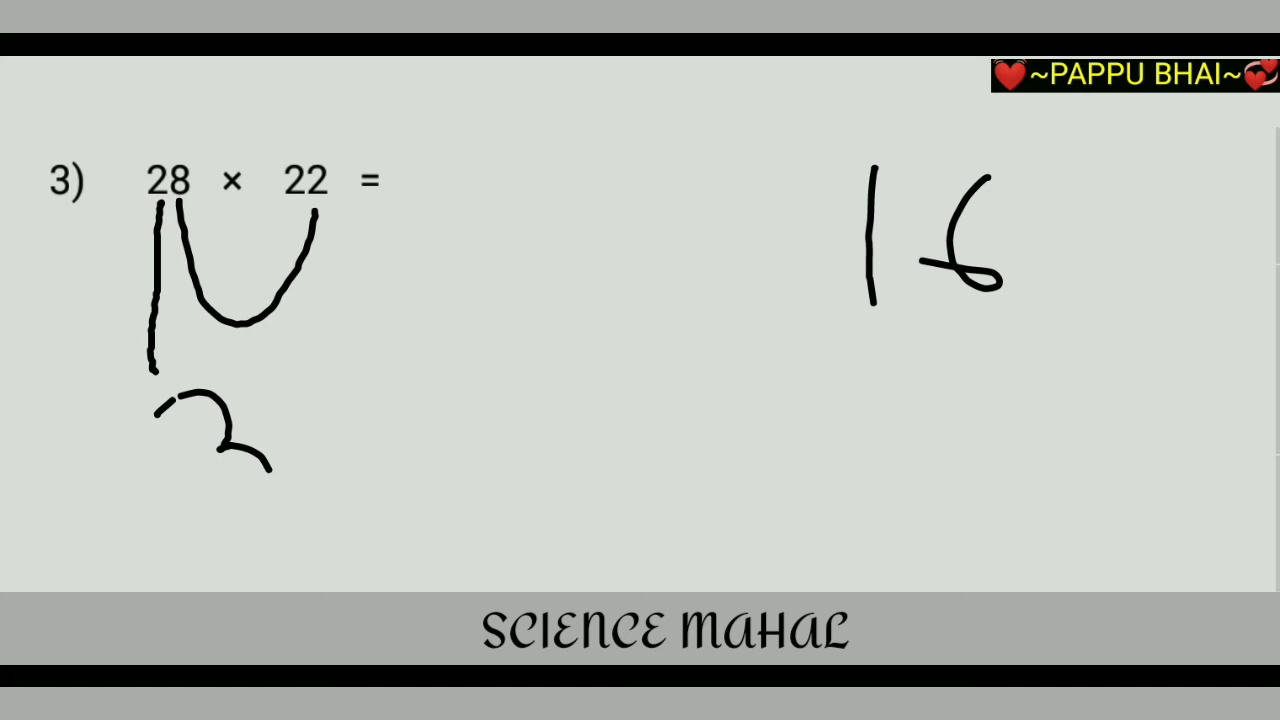 ❤️~PAPPU BHAI~💞
3) 28 × 22 =
16
2
SCIENCE MAHAL